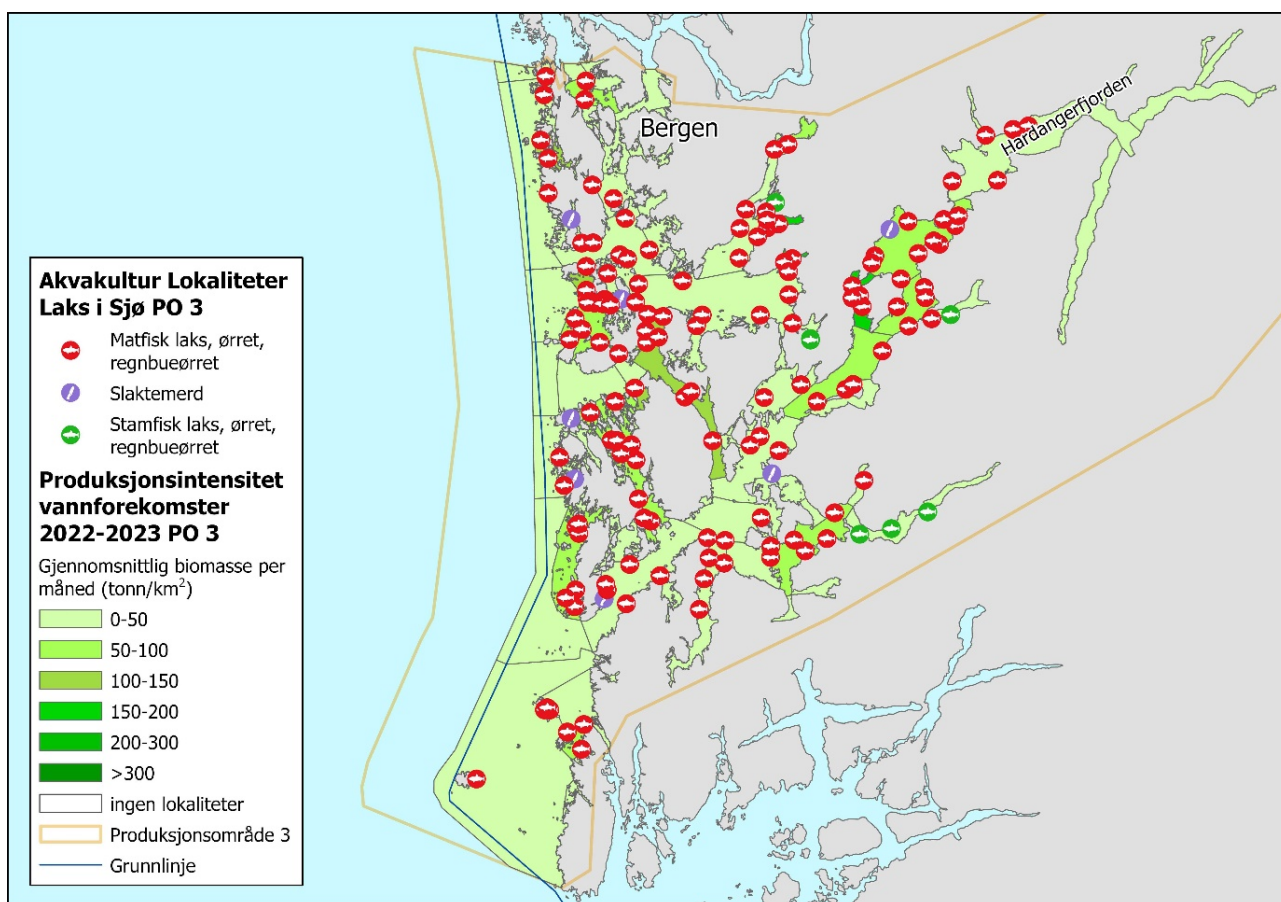 Bergen
Hardangerfjorden
Akvakultur Lokaliteter
Laks i Sjø PO 3
Matfisk laks, ørret,
regnbueørret
Slaktemerd
Stamfisk laks, ørret,
regnbueørret
Produksjonsintensitet
vannforekomster
2022-2023 PO 3
Gjennomsnittlig biomasse per
måned (tonn/km²)
0-50
50-100
100-150
150-200
200-300
>300
ingen lokaliteter
Produksjonsområde 3
Grunnlinje